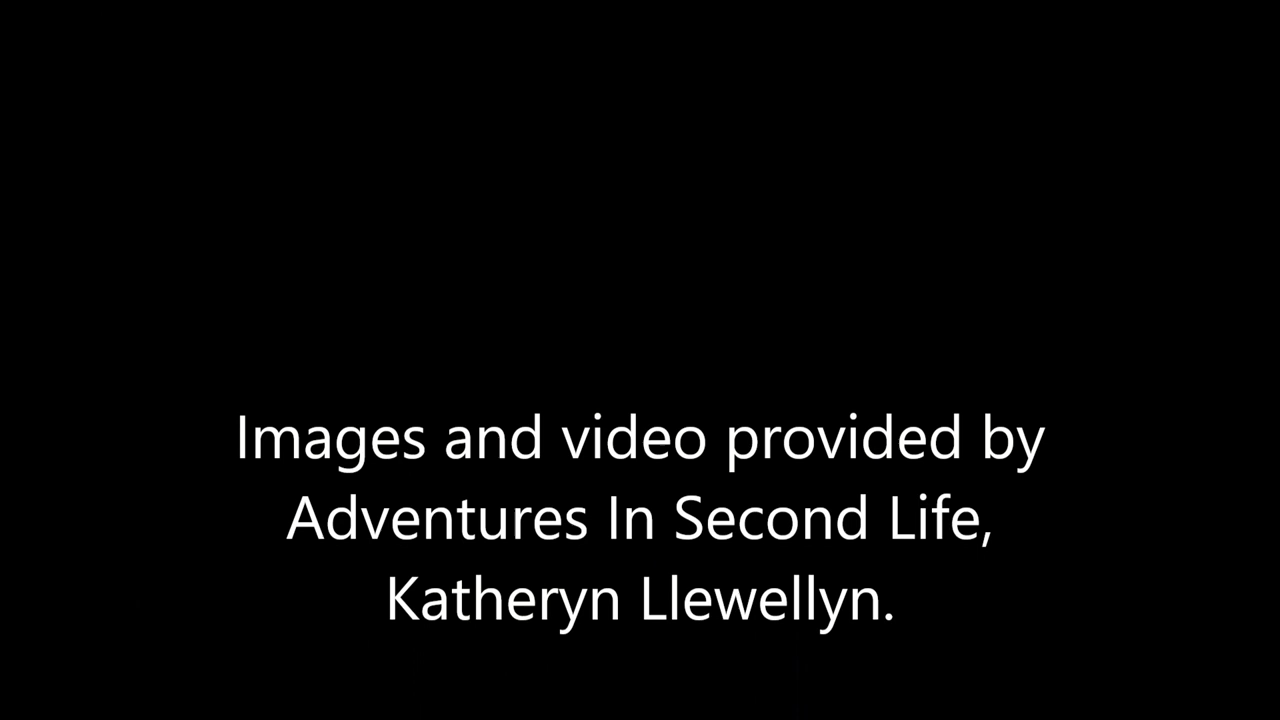 Images and video provided by
Adventures In Second Life,
Katheryn Llewellyn.